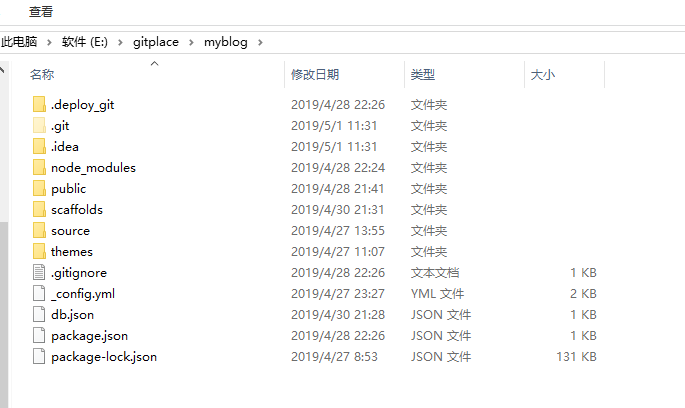 查看
此电脑 > 软件 (E:) > gitplace > myblog >
名称 修改日期 类型 大小
.deploy_git 2019/4/28 22:26 文件夹
.git 2019/5/1 11:31 文件夹
.idea 2019/5/1 11:31 文件夹
node_modules 2019/4/28 22:24 文件夹
public 2019/4/28 21:41 文件夹
scaffolds 2019/4/30 21:31 文件夹
source 2019/4/27 13:55 文件夹
themes 2019/4/27 11:07 文件夹
.gitignore 2019/4/28 22:26 文本文档 1 KB
_config.yml 2019/4/27 23:27 YML 文件 2 KB
db.json 2019/4/30 21:28 JSON 文件 1 KB
package.json 2019/4/28 22:26 JSON 文件 1 KB
package-lock.json 2019/4/27 8:53 JSON 文件 131 KB